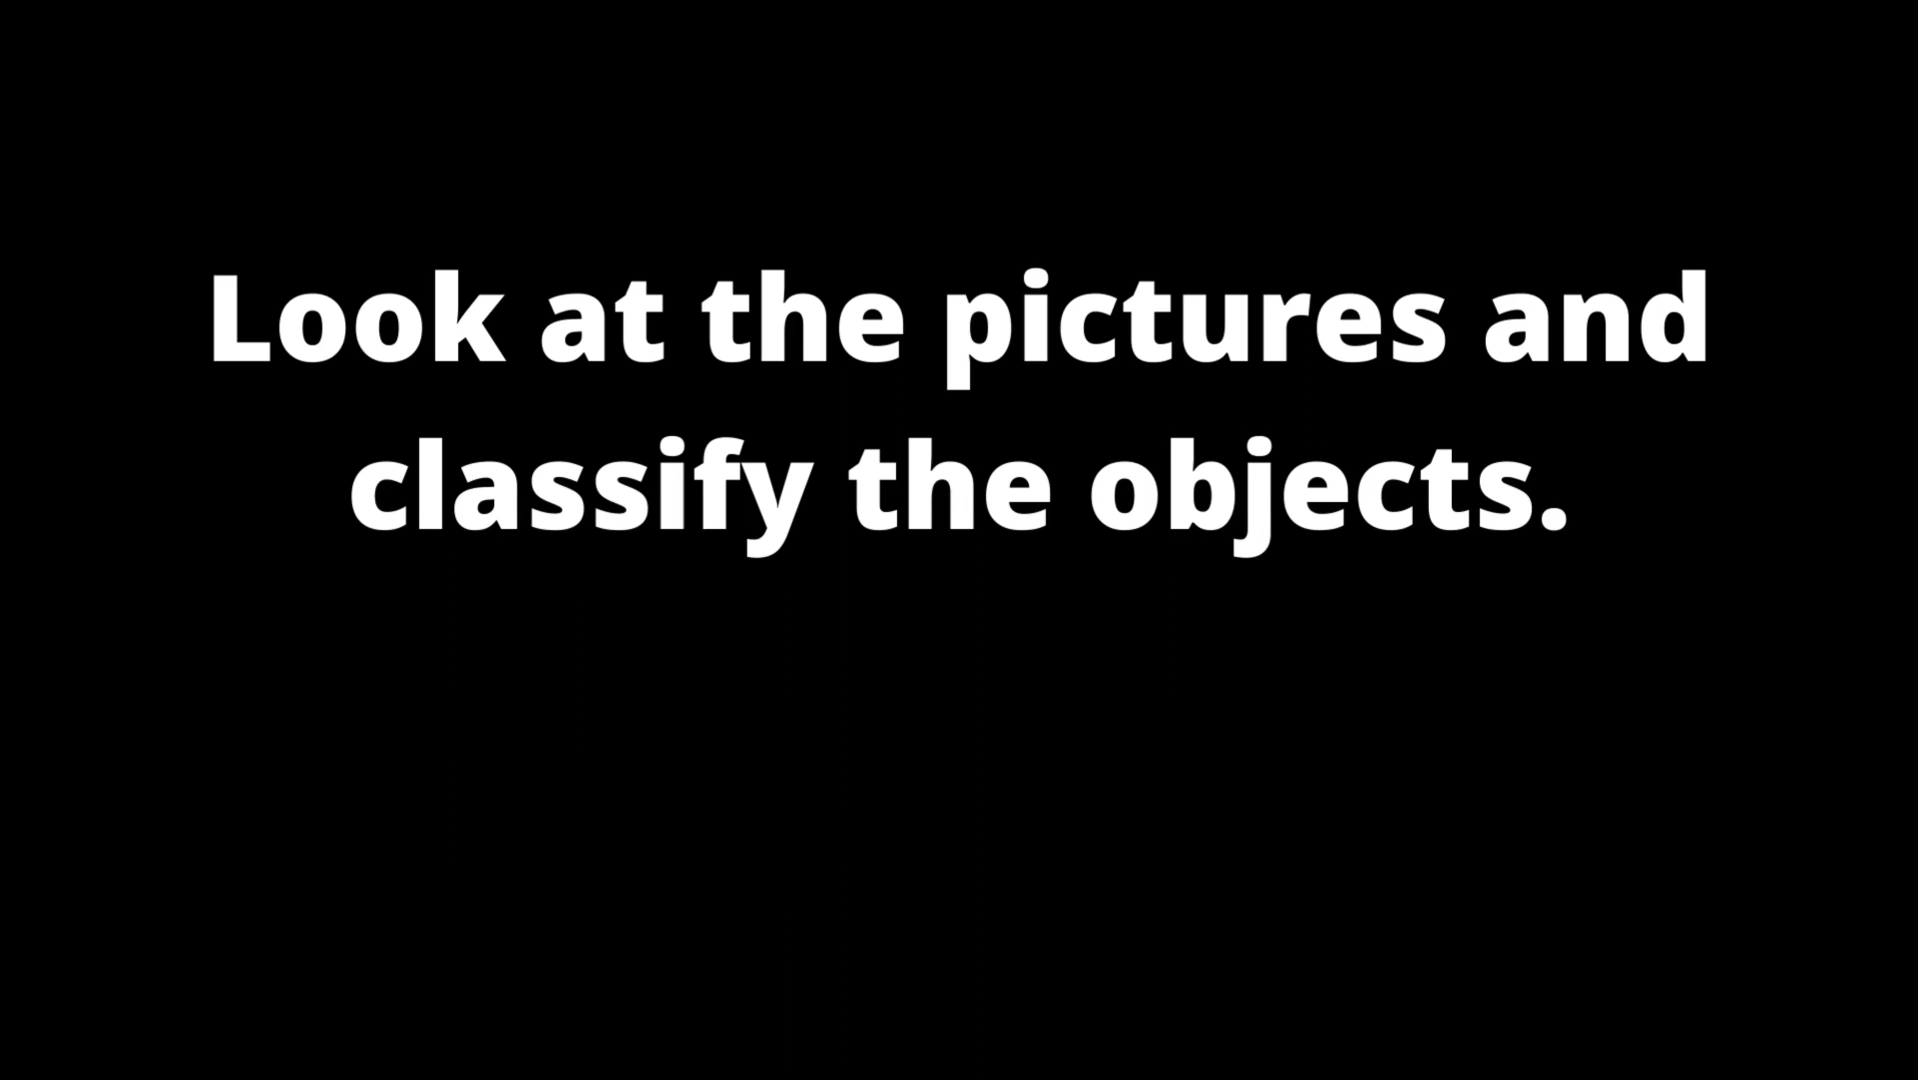 Look at the pictures and
classify the objects.